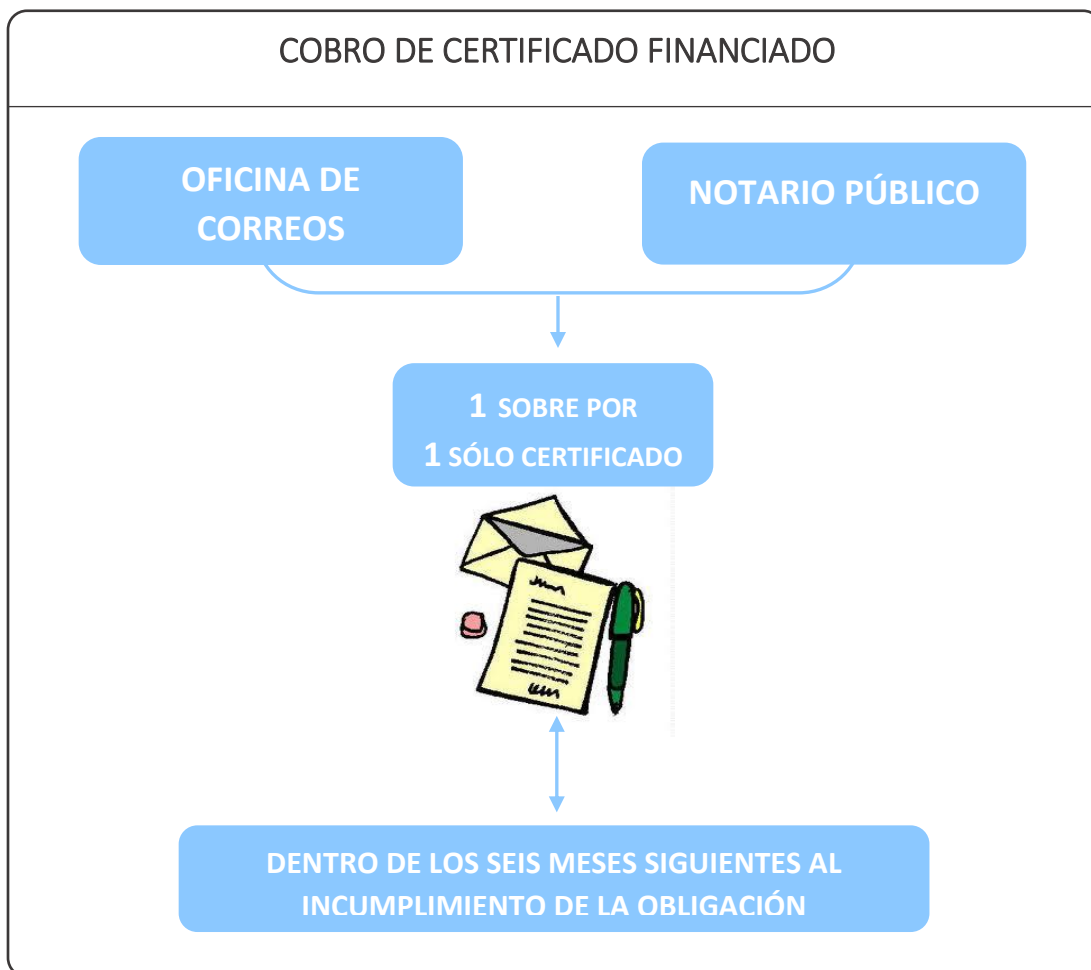 COBRO DE CERTIFICADO FINANCIADO
OFICINA DE
CORREOS
NOTARIO PÚBLICO
1 SOBRE POR
1 SÓLO CERTIFICADO
DENTRO DE LOS SEIS MESES SIGUIENTES AL
INCUMPLIMIENTO DE LA OBLIGACIÓN